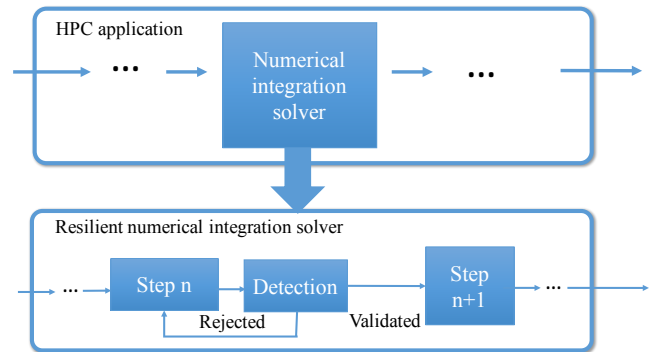 HPC application
...
Numerical
integration
solver
...
Resilient numerical integration solver
...
Step n
Detection
Step
n+1
...
Rejected
Validated